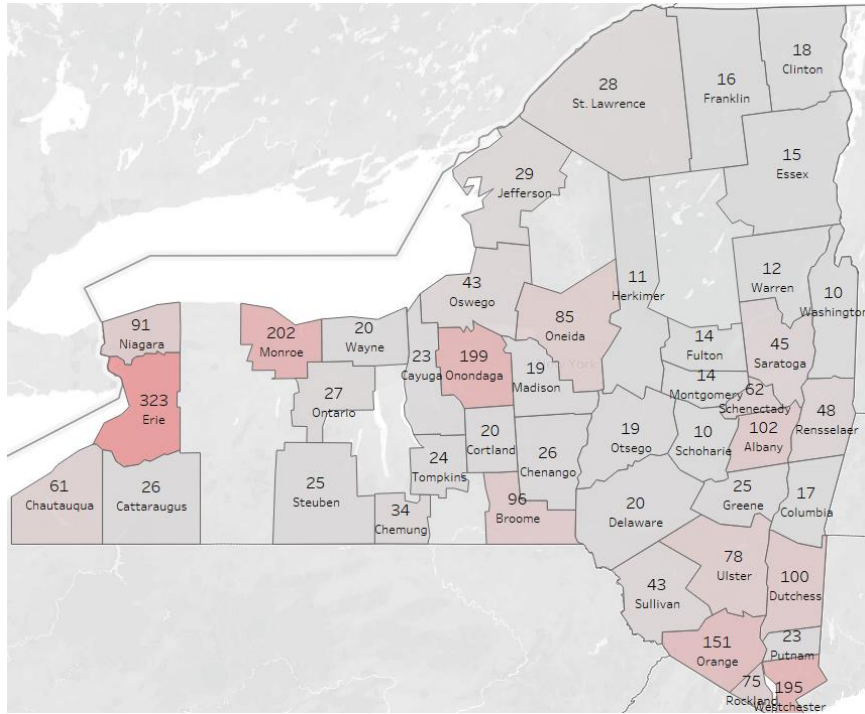 18
Clinton
16
Franklin
28
St. Lawrence
15
Essex
29
Jefferson
12
Warren
10
Washington
11
Herkimer
43
Oswego
85
Oneida
14
Fulton
45
Saratoga
91
Niagara
202
Monroe
20
Wayne
23
Cayuga
199
Onondaga
19
Madison
14
Montgomery
62
Schenectady
323
Erie
27
Ontario
20
Cortland
19
Otsego
10
Schoharie
102
Albany
48
Rensselaer
61
Chautauqua
26
Cattaraugus
25
Steuben
24
Tompkins
26
Chenango
34
Chemung
96
Broome
20
Delaware
25
Greene
17
Columbia
43
Sullivan
78
Ulster
100
Dutchess
151
Orange
23
Putnam
75
Rockland
195
Westchester